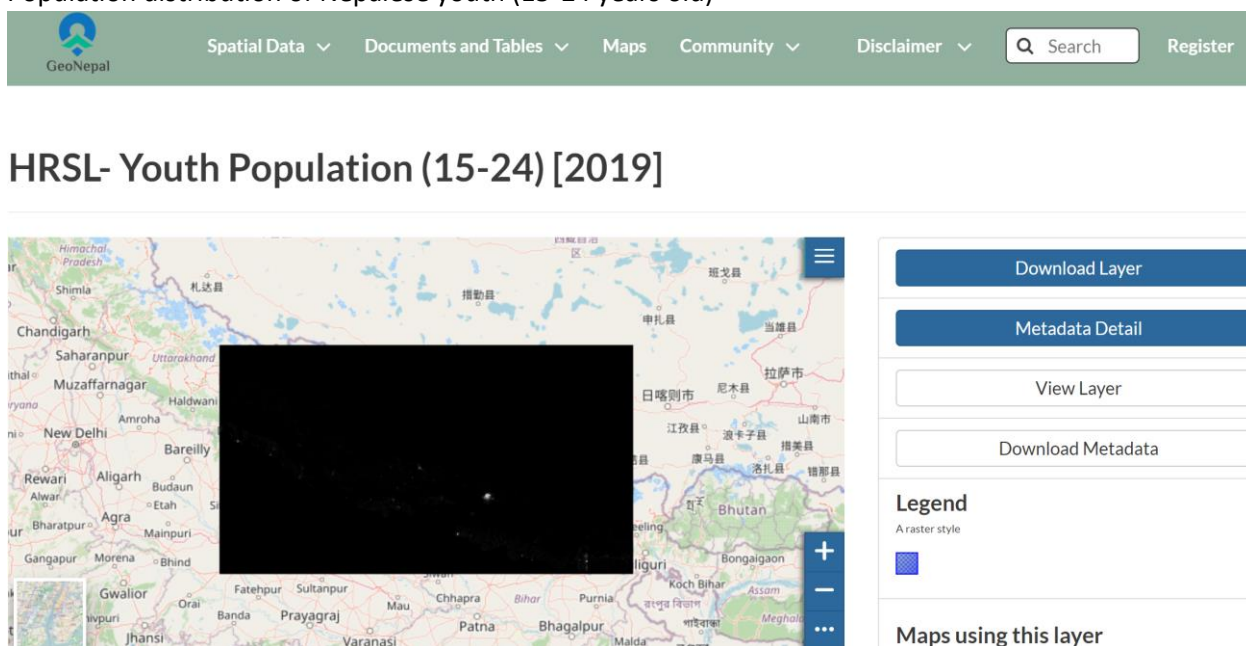 Population distribution of Nepalese youth (15-24 years old)
GeoNepal
Spatial Data
Documents and Tables
Maps
Community
Disclaimer
Search
Register
HRSL- Youth Population (15-24) [2019]
Himachal
Pradesh
Shimla
札达县
措勤县
班戈县
申扎县
当雄县
Chandigarh
Saharanpur
Uttarakhand
Muzaffarnagar
Haldwani
拉萨市
日喀则市
尼木县
Amroha
New Delhi
Bareilly
江孜县
浪卡子县
山南市
措美县
康马县
洛扎县
错那县
Rewari
Aligarh
Budaun
Alwar
Etah
Bhutan
Agra
Bharatpur
Mainpuri
Gangapur
Morena
Bhind
Bongaigaon
Koch Bihar
Assam
Gwalior
Orai
Fatehpur
Sultanpur
Mau
Chhapra
Bihar
Purnia
Banda
Prayagraj
Patna
Bhagalpur
Jhansi
Varanasi
Malda
Download Layer
Metadata Detail
View Layer
Download Metadata
Legend
A raster style
Maps using this layer